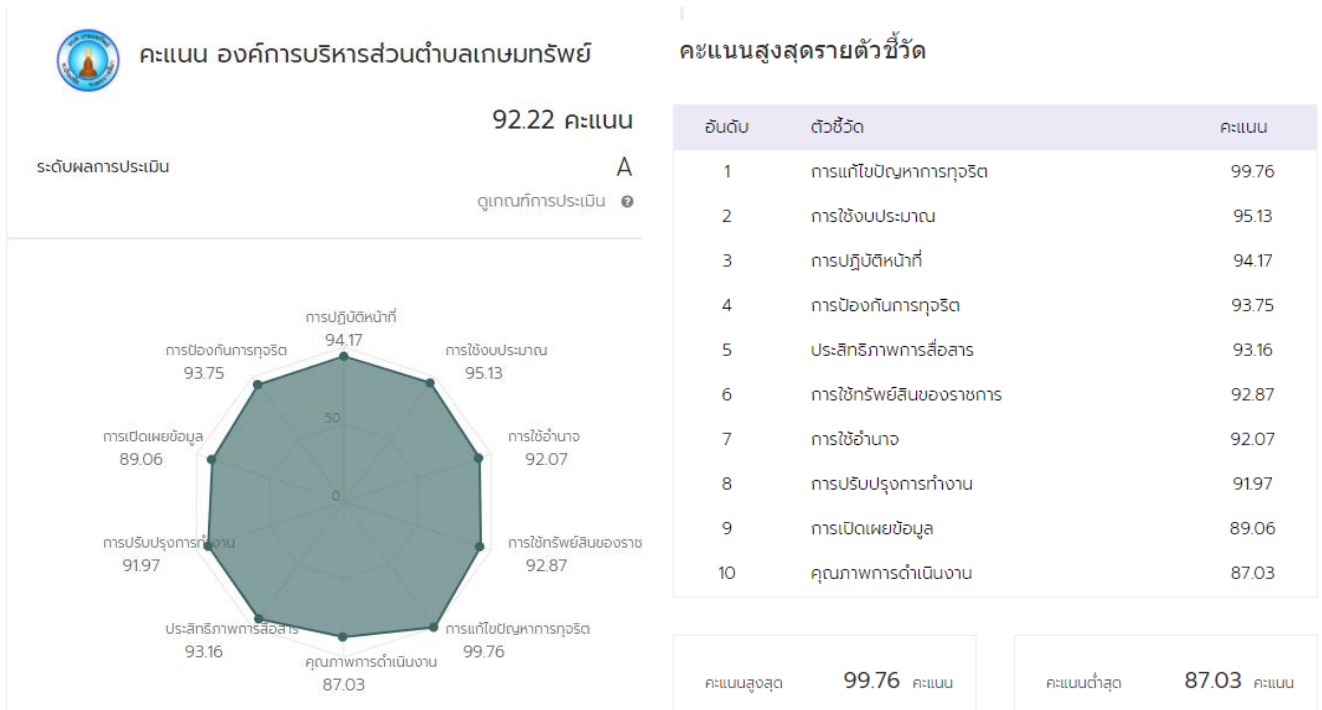 คะแนน องค์การบริหารส่วนตำบลเกษมทรัพย์
92.22 คะแนน
ระดับผลการประเมิน A
ดูเกณฑ์การประเมิน
การปฏิบัติหน้าที่
94.17
การป้องกันการทุจริต
93.75
การใช้งบประมาณ
95.13
50
การเปิดเผยข้อมูล
89.06
การใช้อำนาจ
92.07
0
การปรับปรุงการทำงาน
91.97
การใช้ทรัพย์สินของราช
92.87
ประสิทธิภาพการสื่อสาร
93.16
การแก้ไขปัญหาการทุจริต
99.76
คุณภาพการดำเนินงาน
87.03
คะแนนสูงสุดรายตัวชี้วัด
อันดับ ตัวชี้วัด คะแนน
1 การแก้ไขปัญหาการทุจริต 99.76
2 การใช้งบประมาณ 95.13
3 การปฏิบัติหน้าที่ 94.17
4 การป้องกันการทุจริต 93.75
5 ประสิทธิภาพการสื่อสาร 93.16
6 การใช้ทรัพย์สินของราชการ 92.87
7 การใช้อำนาจ 92.07
8 การปรับปรุงการทำงาน 91.97
9 การเปิดเผยข้อมูล 89.06
10 คุณภาพการดำเนินงาน 87.03
คะแนนสูงสุด 99.76 คะแนน
คะแนนต่ำสุด 87.03 คะแนน